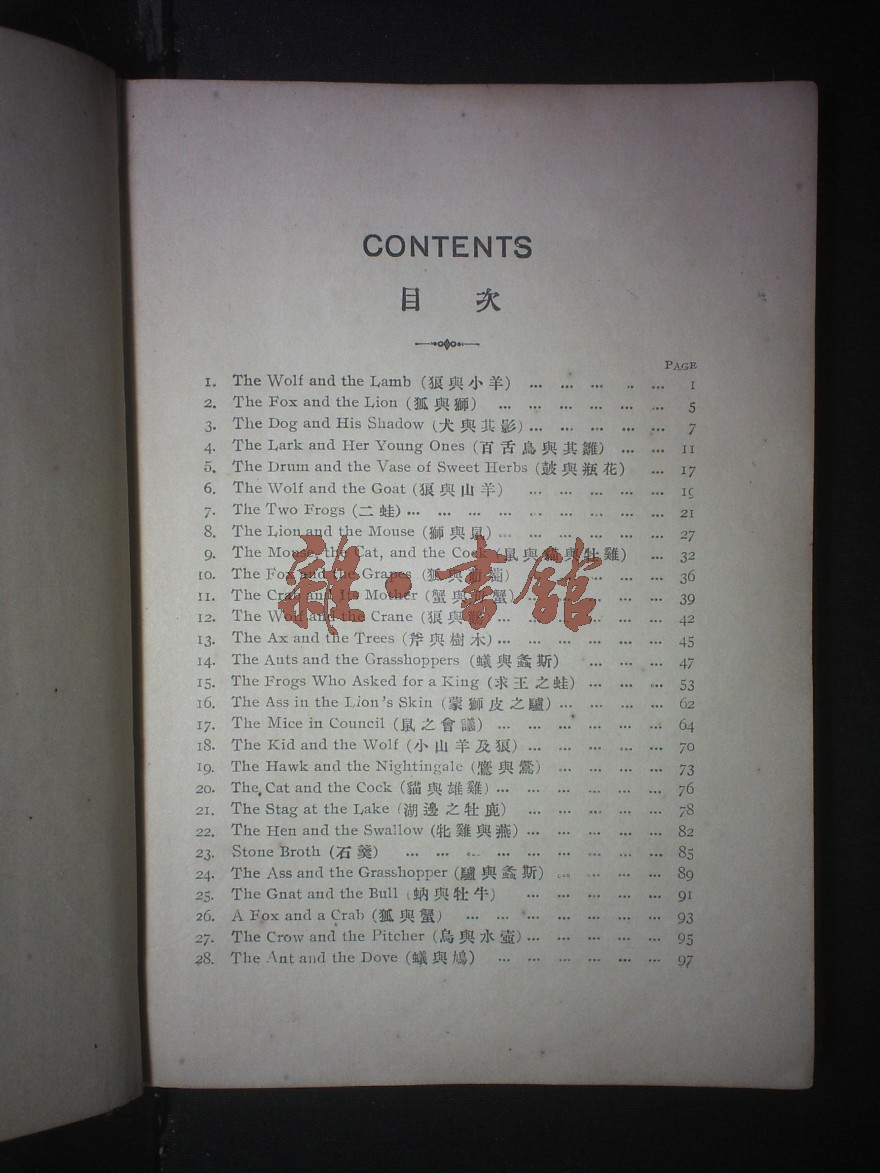 CONTENTS
目 次
PAGE
1. The Wolf and the Lamb (狼與小羊) ... ... ... .. ... 1
2. The Fox and the Lion (狐與獅) ... ... ... ... ... ... 5
3. The Dog and His Shadow (犬與其影)... ... ... ... ... 7
4. The Lark and Her Young Ones (百舌鳥與其雛) ... ... 11
5. The Drum and the Vase of Sweet Herbs (鼓與瓶花) ... 17
6. The Wolf and the Goat (狼與山羊) ... ... ... ... ... 19
7. The Two Frogs (二蛙)... ... ... ... ... ... ... ... ... 21
8. The Lion and the Mouse (獅與鼠) ... ... ... ... ... 27
9. The Mouse, the Cat, and the Cock (鼠與貓與牡雞) ... 32
10. The Fox and the Grapes (狐與葡萄) ... ... ... 36
11. The Crab and Its Mother (蟹與母蟹) ... ... ... 39
12. The Wolf and the Crane (狼與鶴) ... ... ... ... ... 42
13. The Ax and the Trees (斧與樹木)... ... ... ... ... ... 45
14. The Auts and the Grasshoppers (蟻與螽斯) ... ... ... 47
15. The Frogs Who Asked for a King (求王之蛙) ... ... ... 53
16. The Ass in the Lion's Skin (蒙獅皮之驢)... ... ... ... 62
17. The Mice in Council (鼠之會議) ... ... ... ... ... ... 64
18. The Kid and the Wolf (小山羊及狼) ... ... ... ... ... 70
19. The Hawk and the Nightingale (鷹與鶯) ... ... ... ... 73
20. The Cat and the Cock (貓與雄雞)... ... ... ... ... ... 76
21. The Stag at the Lake (湖邊之牡鹿) ... ... ... ... ... 78
22. The Hen and the Swallow (牝雞與燕) ... ... ... ... ... 82
23. Stone Broth (石羹) ... ... ... ... ... ... ... ... ... 85
24. The Ass and the Grasshopper (驢與螽斯) ... ... ... ... 89
25. The Gnat and the Bull (蚋與牡牛) ... ... ... ... ... 91
26. A Fox and a Crab (狐與蟹) ... ... ... ... ... ... ... 93
27. The Crow and the Pitcher (烏與水壺)... ... ... ... ... 95
28. The Ant and the Dove (蟻與鳩) ... ... ... ... ... ... 97
雜·書館